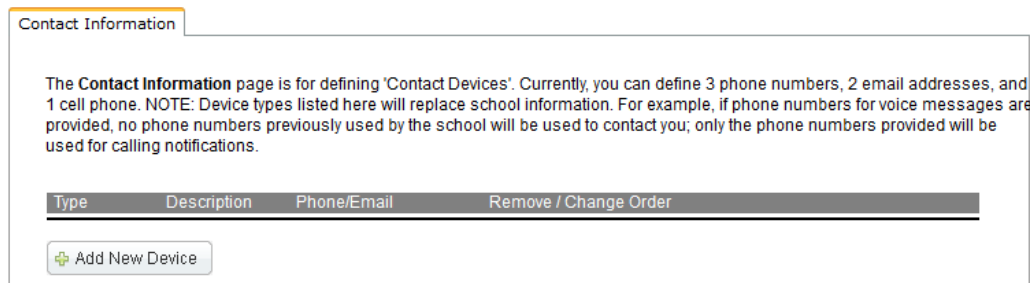 Contact Information
The Contact Information page is for defining 'Contact Devices'. Currently, you can define 3 phone numbers, 2 email addresses, and
1 cell phone. NOTE: Device types listed here will replace school information. For example, if phone numbers for voice messages are
provided, no phone numbers previously used by the school will be used to contact you; only the phone numbers provided will be
used for calling notifications.
Type Description Phone/Email Remove / Change Order
Add New Device